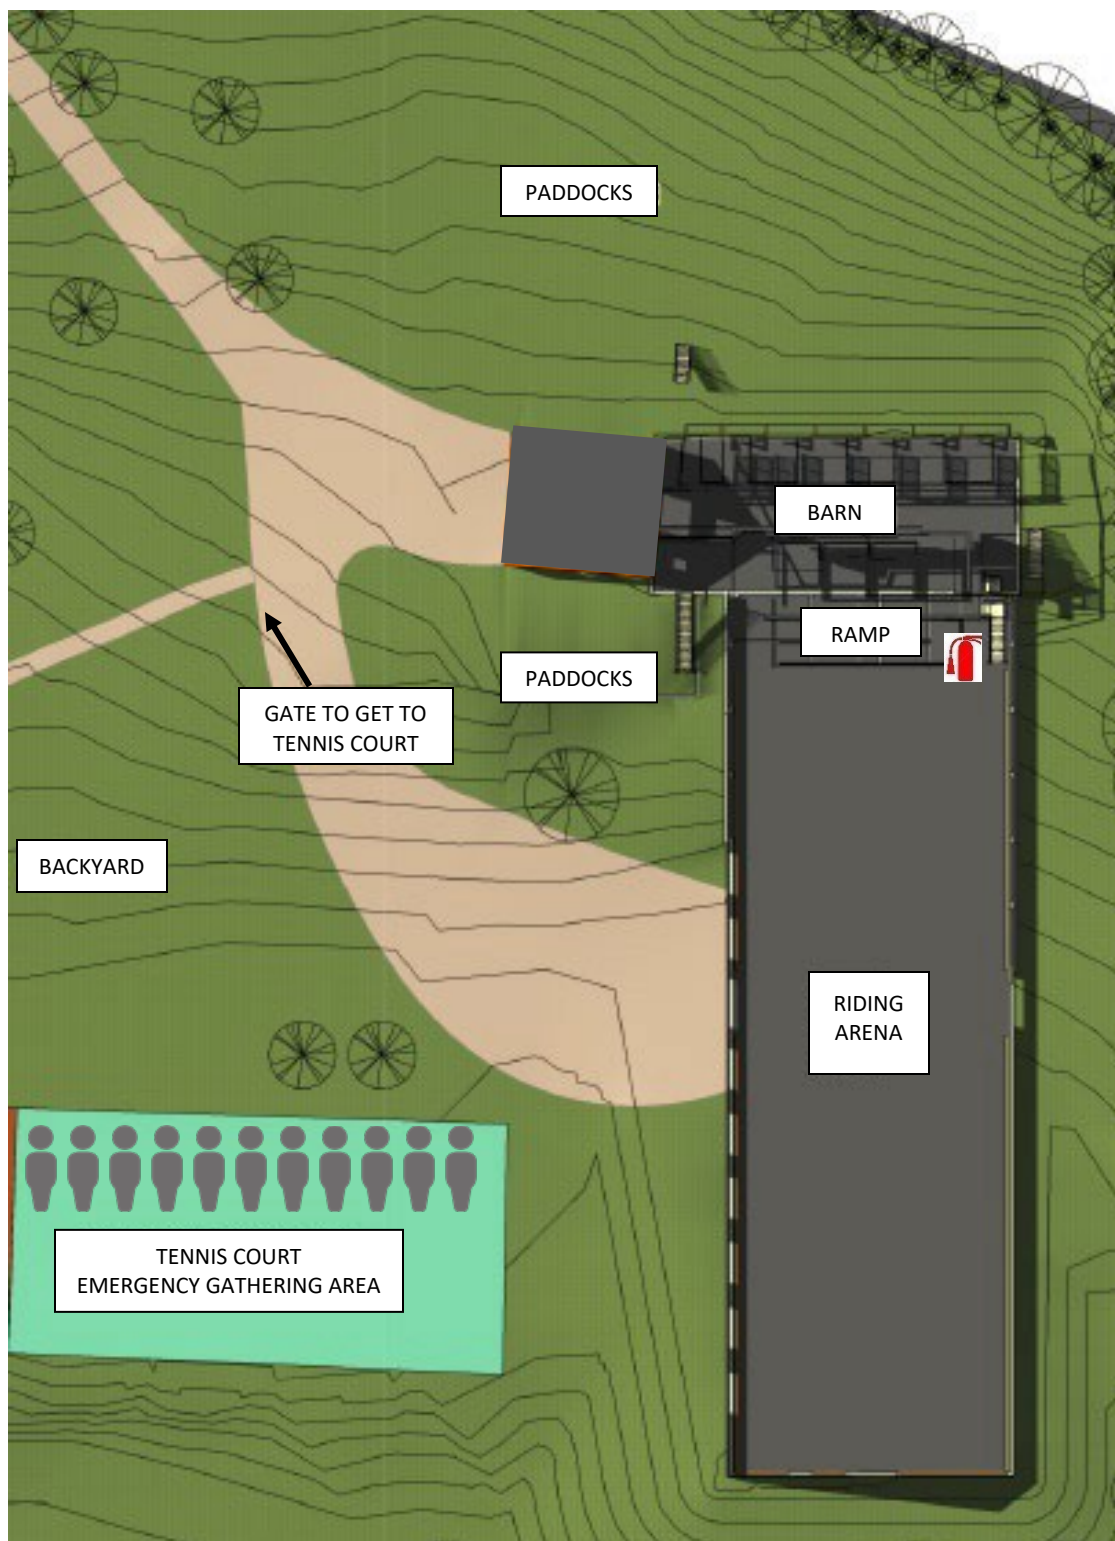 PADDOCKS
BARN
RAMP
PADDOCKS
GATE TO GET TO
TENNIS COURT
BACKYARD
RIDING
ARENA
TENNIS COURT
EMERGENCY GATHERING AREA